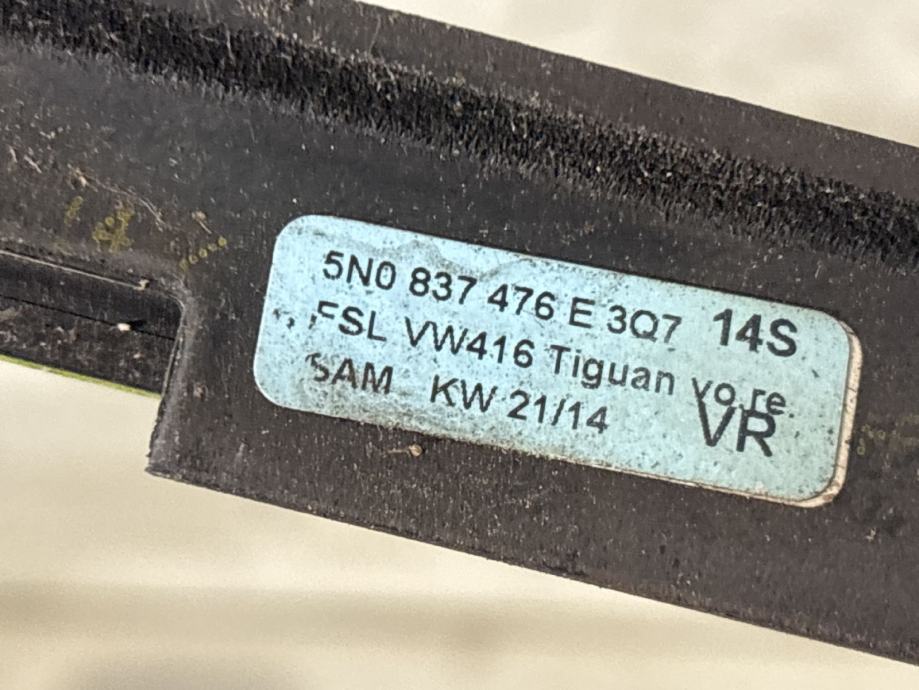 5N0 837 476 E 3Q7 14S
FSL VW416 Tiguan vo.re.
SAM KW 21/14 VR